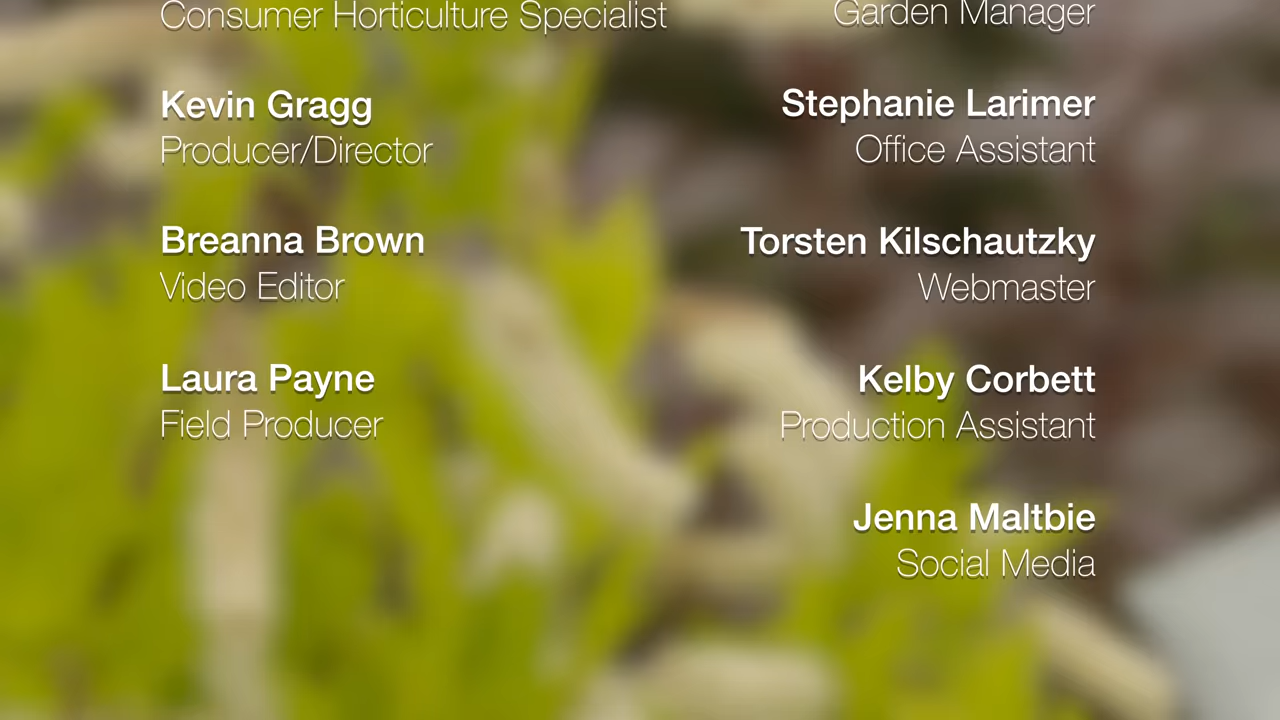 Consumer Horticulture Specialist
Kevin Gragg
Producer/Director
Breanna Brown
Video Editor
Laura Payne
Field Producer
Garden Manager
Stephanie Larimer
Office Assistant
Torsten Kilschautzky
Webmaster
Kelby Corbett
Production Assistant
Jenna Maltbie
Social Media